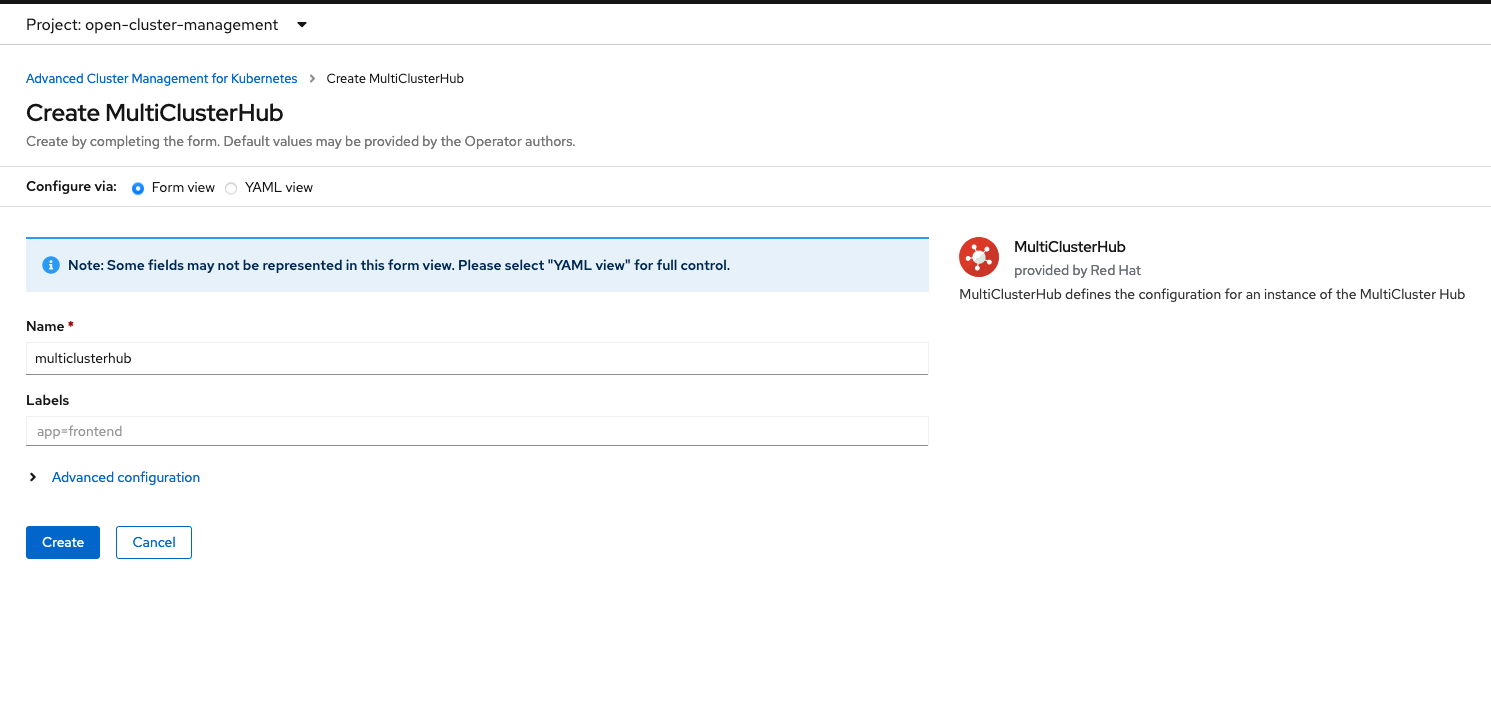 Project: open-cluster-management
Advanced Cluster Management for Kubernetes > Create MultiClusterHub
Create MultiClusterHub
Create by completing the form. Default values may be provided by the Operator authors.
Configure via: Form view YAML view
Note: Some fields may not be represented in this form view. Please select "YAML view" for full control.
Name *
multiclusterhub
Labels
app=frontend
Advanced configuration
Create Cancel
MultiClusterHub
provided by Red Hat
MultiClusterHub defines the configuration for an instance of the MultiCluster Hub